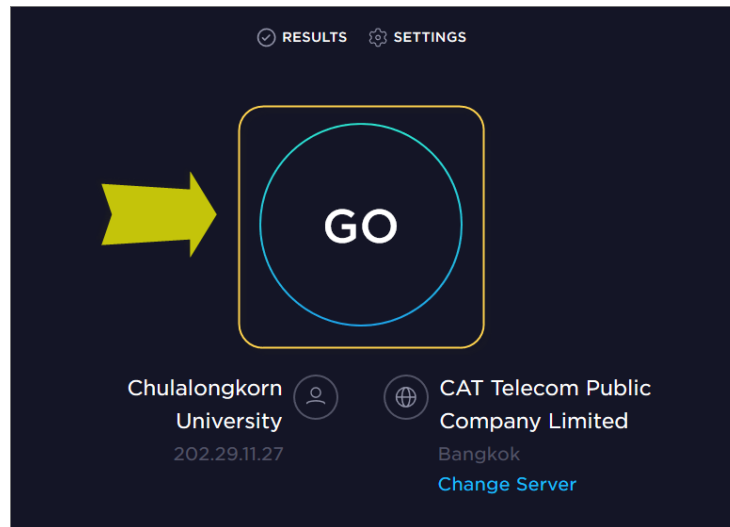 RESULTS SETTINGS
GO
Chulalongkorn
University
202.29.11.27
CAT Telecom Public
Company Limited
Bangkok
Change Server